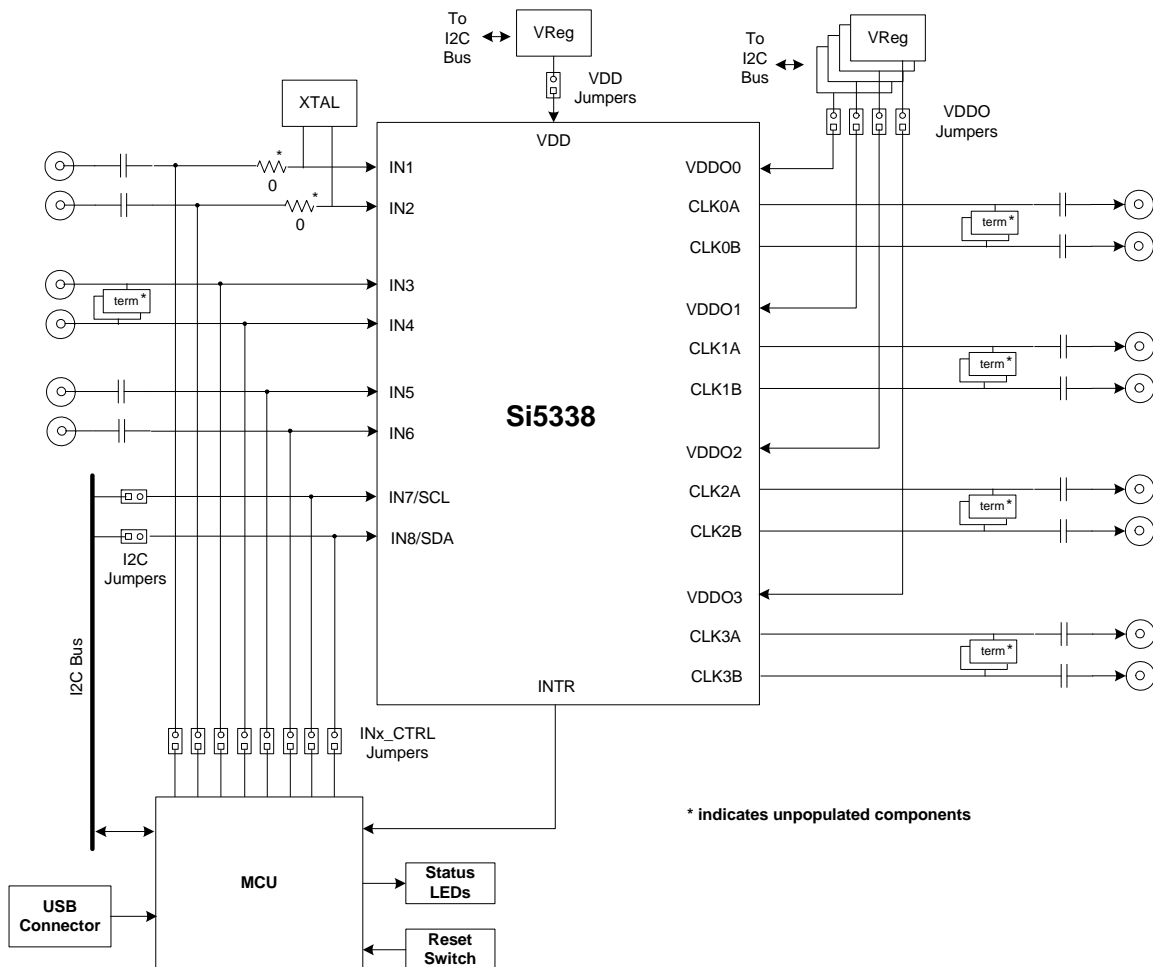 To
I2C
Bus
VReg
VDD
Jumpers
To
I2C
Bus
VReg
VDDO
Jumpers
XTAL
VDD
*
0
IN1
*
0
IN2
IN3
term *
IN4
IN5
IN6
IN7/SCL
IN8/SDA
I2C
Jumpers
I2C Bus
Si5338
VDDO0
CLK0A
term *
CLK0B
VDDO1
CLK1A
term *
CLK1B
VDDO2
CLK2A
term *
CLK2B
VDDO3
CLK3A
term *
CLK3B
INTR
INx_CTRL
Jumpers
* indicates unpopulated components
MCU
Status
LEDs
USB
Connector
Reset
Switch